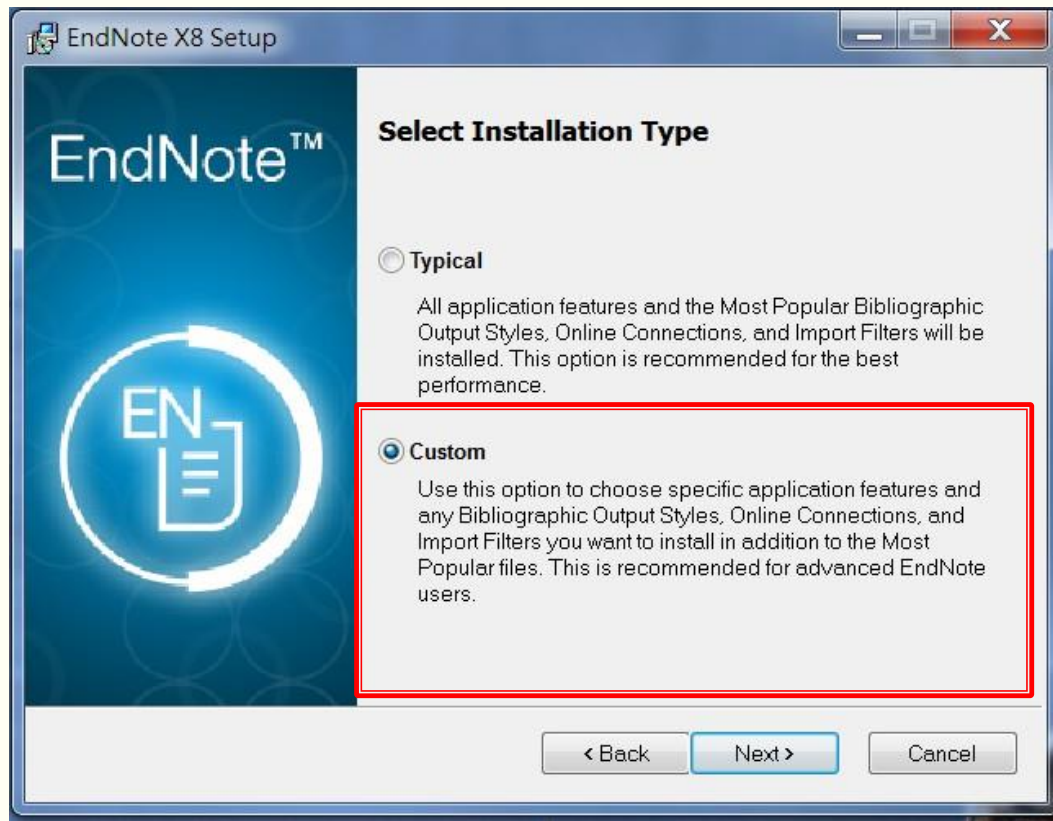 EndNote X8 Setup
EndNote™
Select Installation Type
Typical
All application features and the Most Popular Bibliographic
Output Styles, Online Connections, and Import Filters will be
installed. This option is recommended for the best
performance.
EN
Custom
Use this option to choose specific application features and
any Bibliographic Output Styles, Online Connections, and
Import Filters you want to install in addition to the Most
Popular files. This is recommended for advanced EndNote
users.
< Back
Next >
Cancel